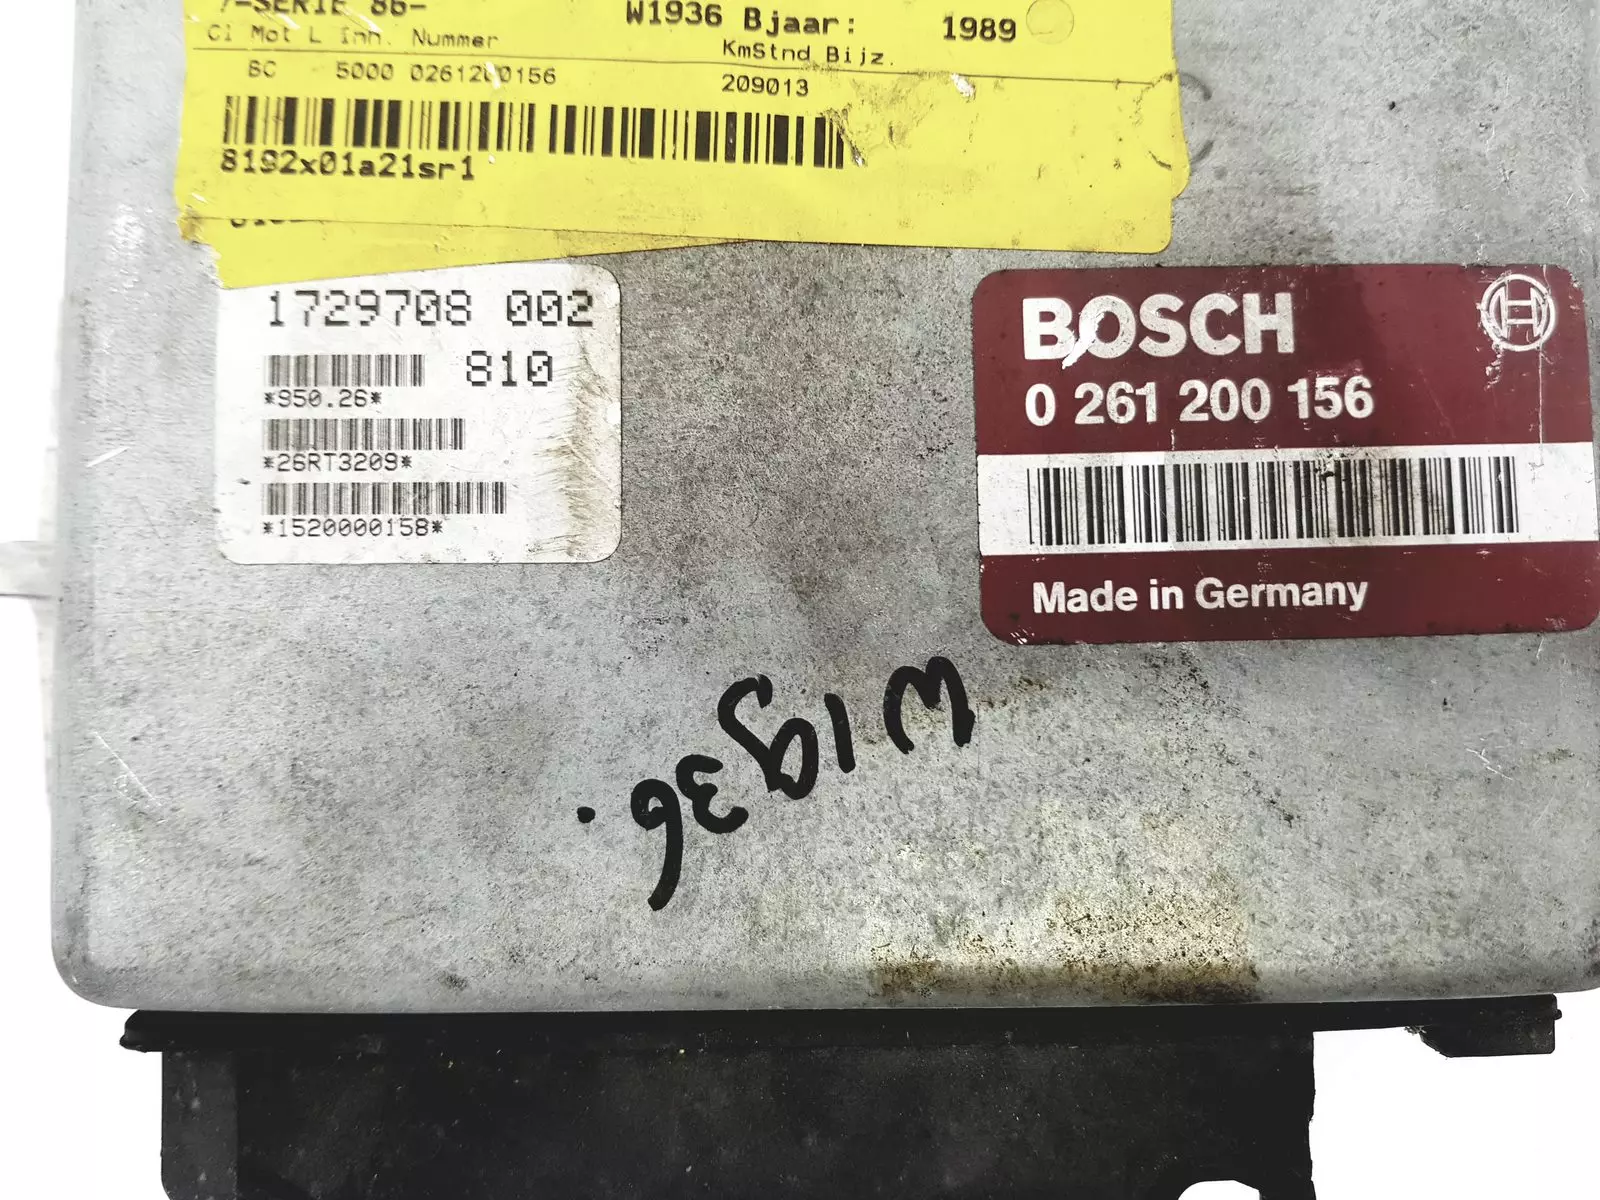 7-SERIE 86-
W1936 Bjaar: 1989
Cl Mot L Inh. Nummer
KmStnd Bijz.
BC 5000 0261200156
209013
8192x01a21sr1
1729708 002
810
*950.26*
*26RT3209*
*1520000158*
BOSCH
0 261 200 156
Made in Germany
W1936.